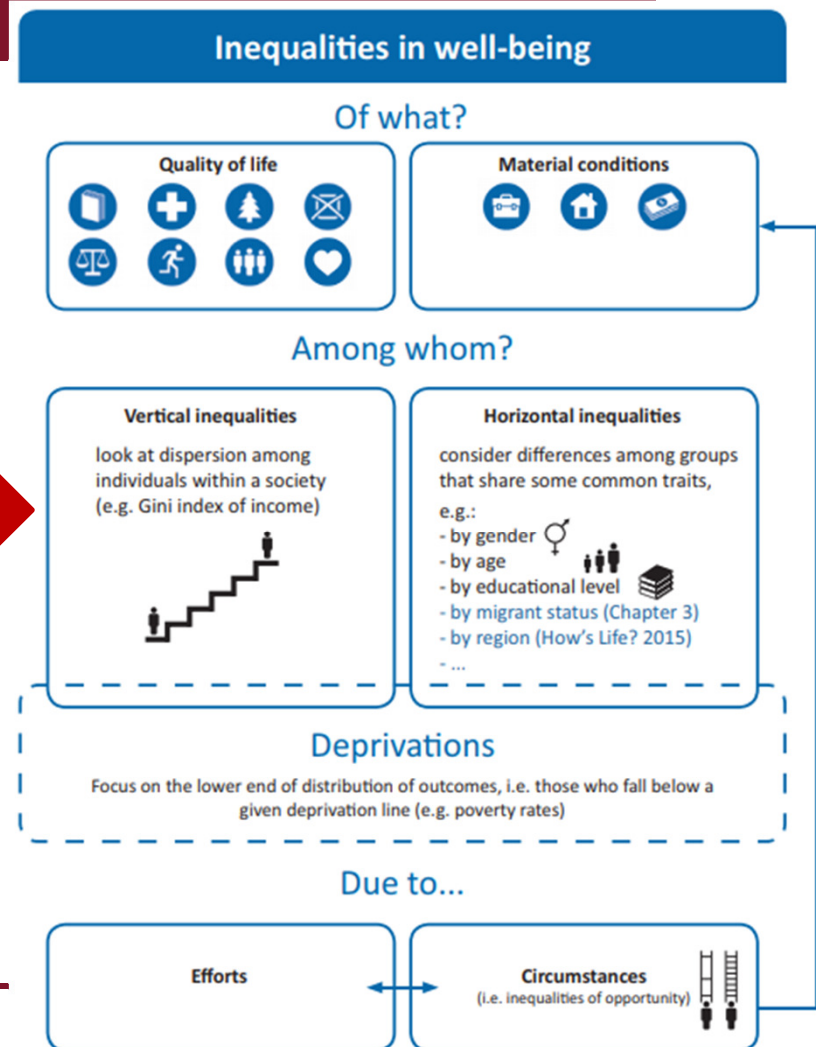 Inequalities in well-being
Of what?
Quality of life
Material conditions
Among whom?
Vertical inequalities
look at dispersion among
individuals within a society
(e.g. Gini index of income)
Horizontal inequalities
consider differences among groups
that share some common traits,
e.g.:
- by gender
- by age
- by educational level
- by migrant status (Chapter 3)
- by region (How's Life? 2015)
- ...
Deprivations
Focus on the lower end of distribution of outcomes, i.e. those who fall below a
given deprivation line (e.g. poverty rates)
Due to...
Efforts
Circumstances
(i.e. inequalities of opportunity)